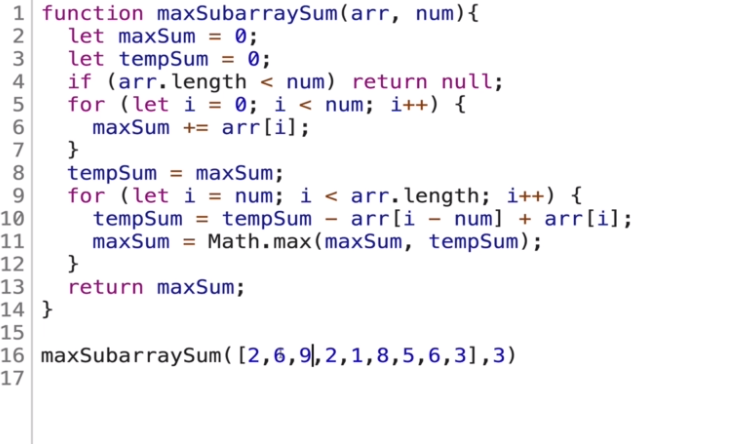 1 function maxSubarraySum(arr, num){
2   let maxSum = 0;
3   let tempSum = 0;
4   if (arr.length < num) return null;
5   for (let i = 0; i < num; i++) {
6     maxSum += arr[i];
7   }
8   tempSum = maxSum;
9   for (let i = num; i < arr.length; i++) {
10     tempSum = tempSum - arr[i - num] + arr[i];
11     maxSum = Math.max(maxSum, tempSum);
12   }
13   return maxSum;
14 }
15
16 maxSubarraySum([2,6,9,2,1,8,5,6,3],3)
17